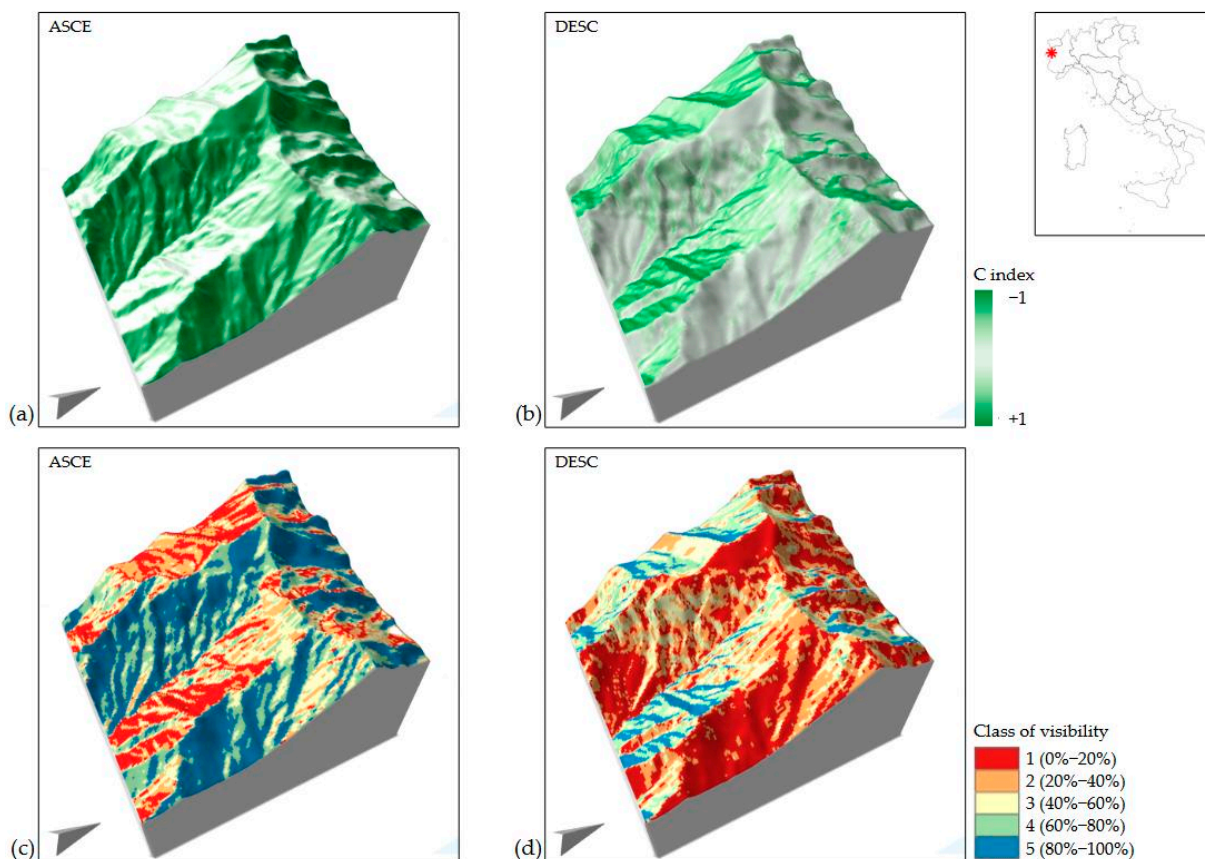 ASCE
DESC
C index
−1
+1
(a)
(b)
ASCE
DESC
Class of visibility
1 (0%−20%)
2 (20%−40%)
3 (40%−60%)
4 (60%−80%)
5 (80%−100%)
(c)
(d)